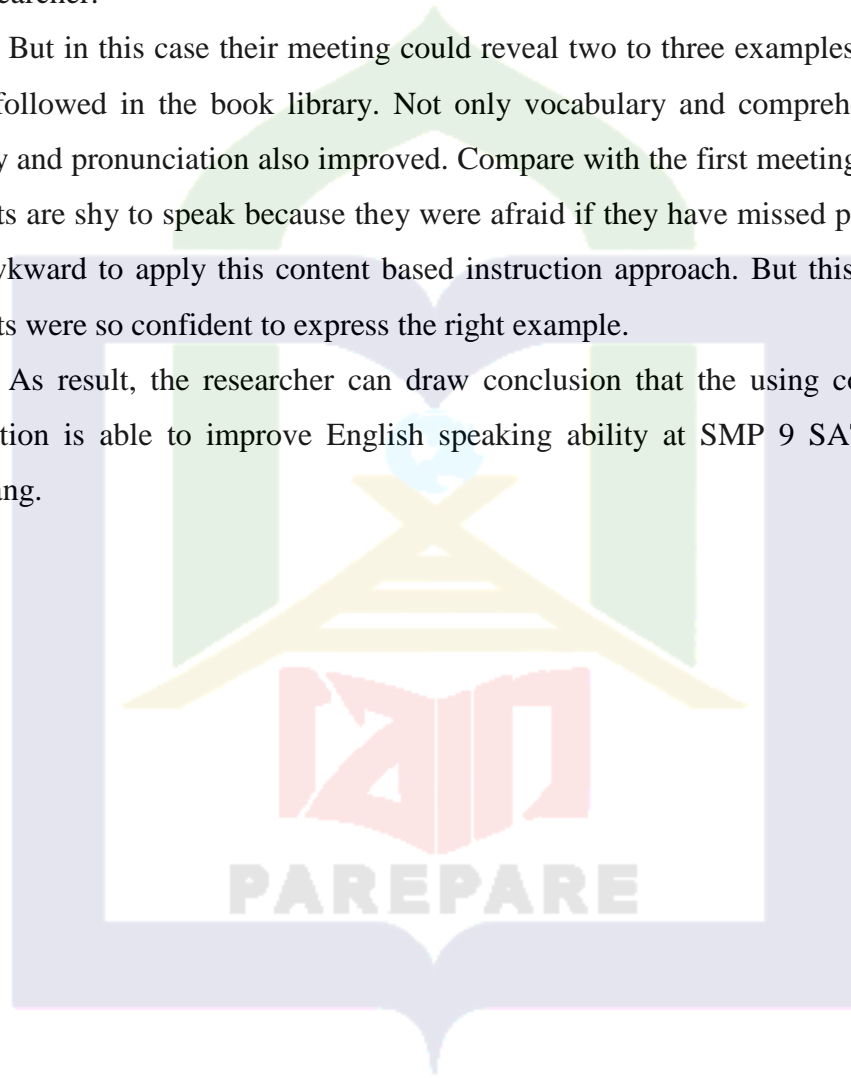 earcher.
But in this case their meeting could reveal two to three examples
followed in the book library. Not only vocabulary and compreh
y and pronunciation also improved. Compare with the first meeting
ts are shy to speak because they were afraid if they have missed p
wkward to apply this content based instruction approach. But this
ts were so confident to express the right example.
As result, the researcher can draw conclusion that the using co
tion is able to improve English speaking ability at SMP 9 SA
ang.
PAREPARE